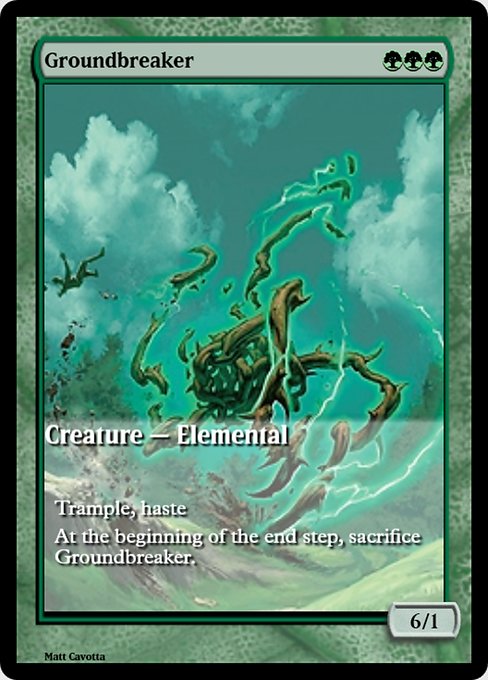 Groundbreaker
Creature — Elemental
Trample, haste
At the beginning of the end step, sacrifice
Groundbreaker.
6/1
Matt Cavotta